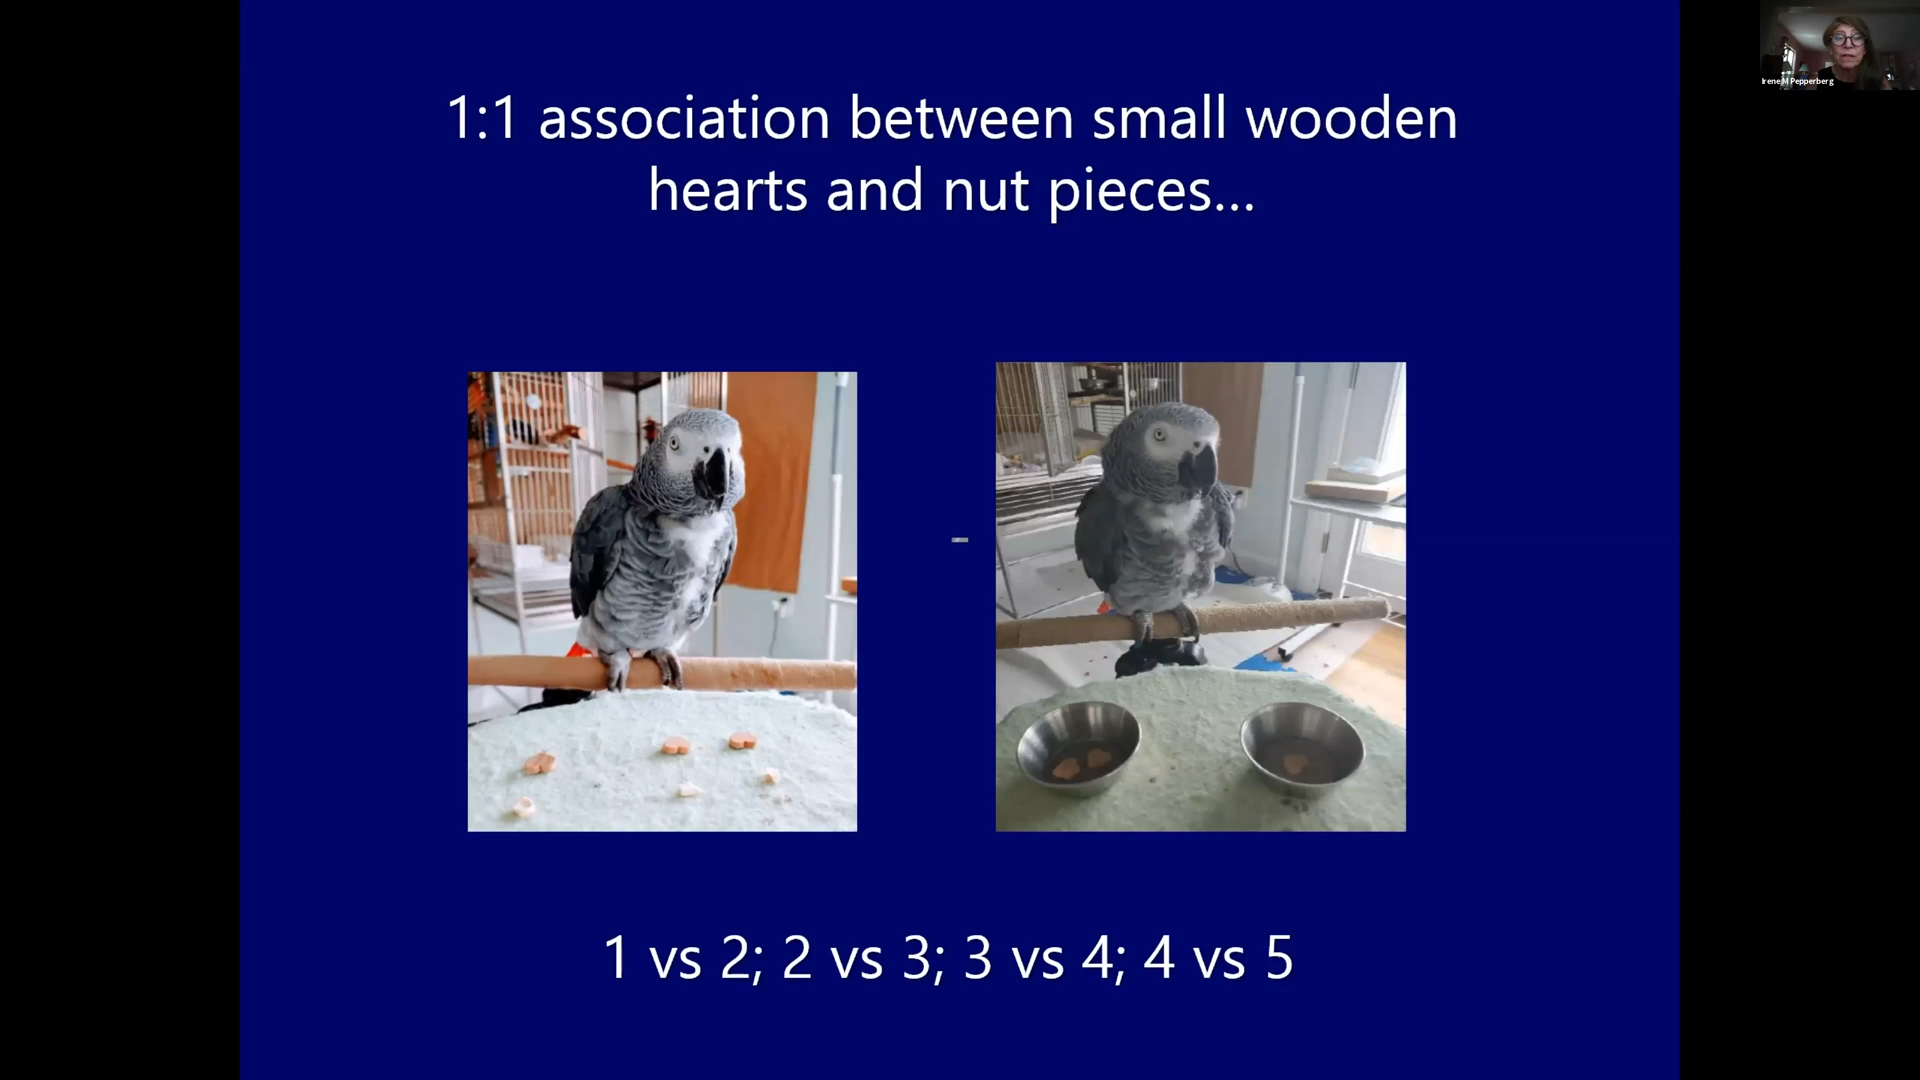 1:1 association between small wooden
hearts and nut pieces...
1 vs 2; 2 vs 3; 3 vs 4; 4 vs 5
Irene M Pepperberg